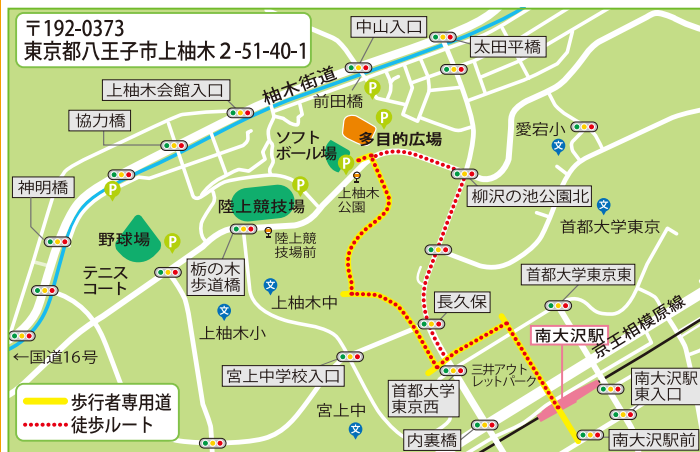 〒192-0373
東京都八王子市上柚木2-51-40-1
中山入口
太田平橋
柚木街道
前田橋
上柚木会館入口
協力橋
P
ソフト
ボール場
P
多目的広場
P
愛宕小
文
神明橋
P
P
上柚木
公園
柳沢の池公園北
陸上競技場
文
首都大学東京
野球場
P
陸上競
技場前
テニス
コート
栃の木
歩道橋
首都大学東京東
文
上柚木中
長久保
文
上柚木小
南大沢駅
京王相模原線
←国道16号
宮上中学校入口
三井アウト
レットパーク
首都大学
東京西
南大沢駅
東入口
歩行者専用道
徒歩ルート
宮上中
文
内裏橋
南大沢駅前